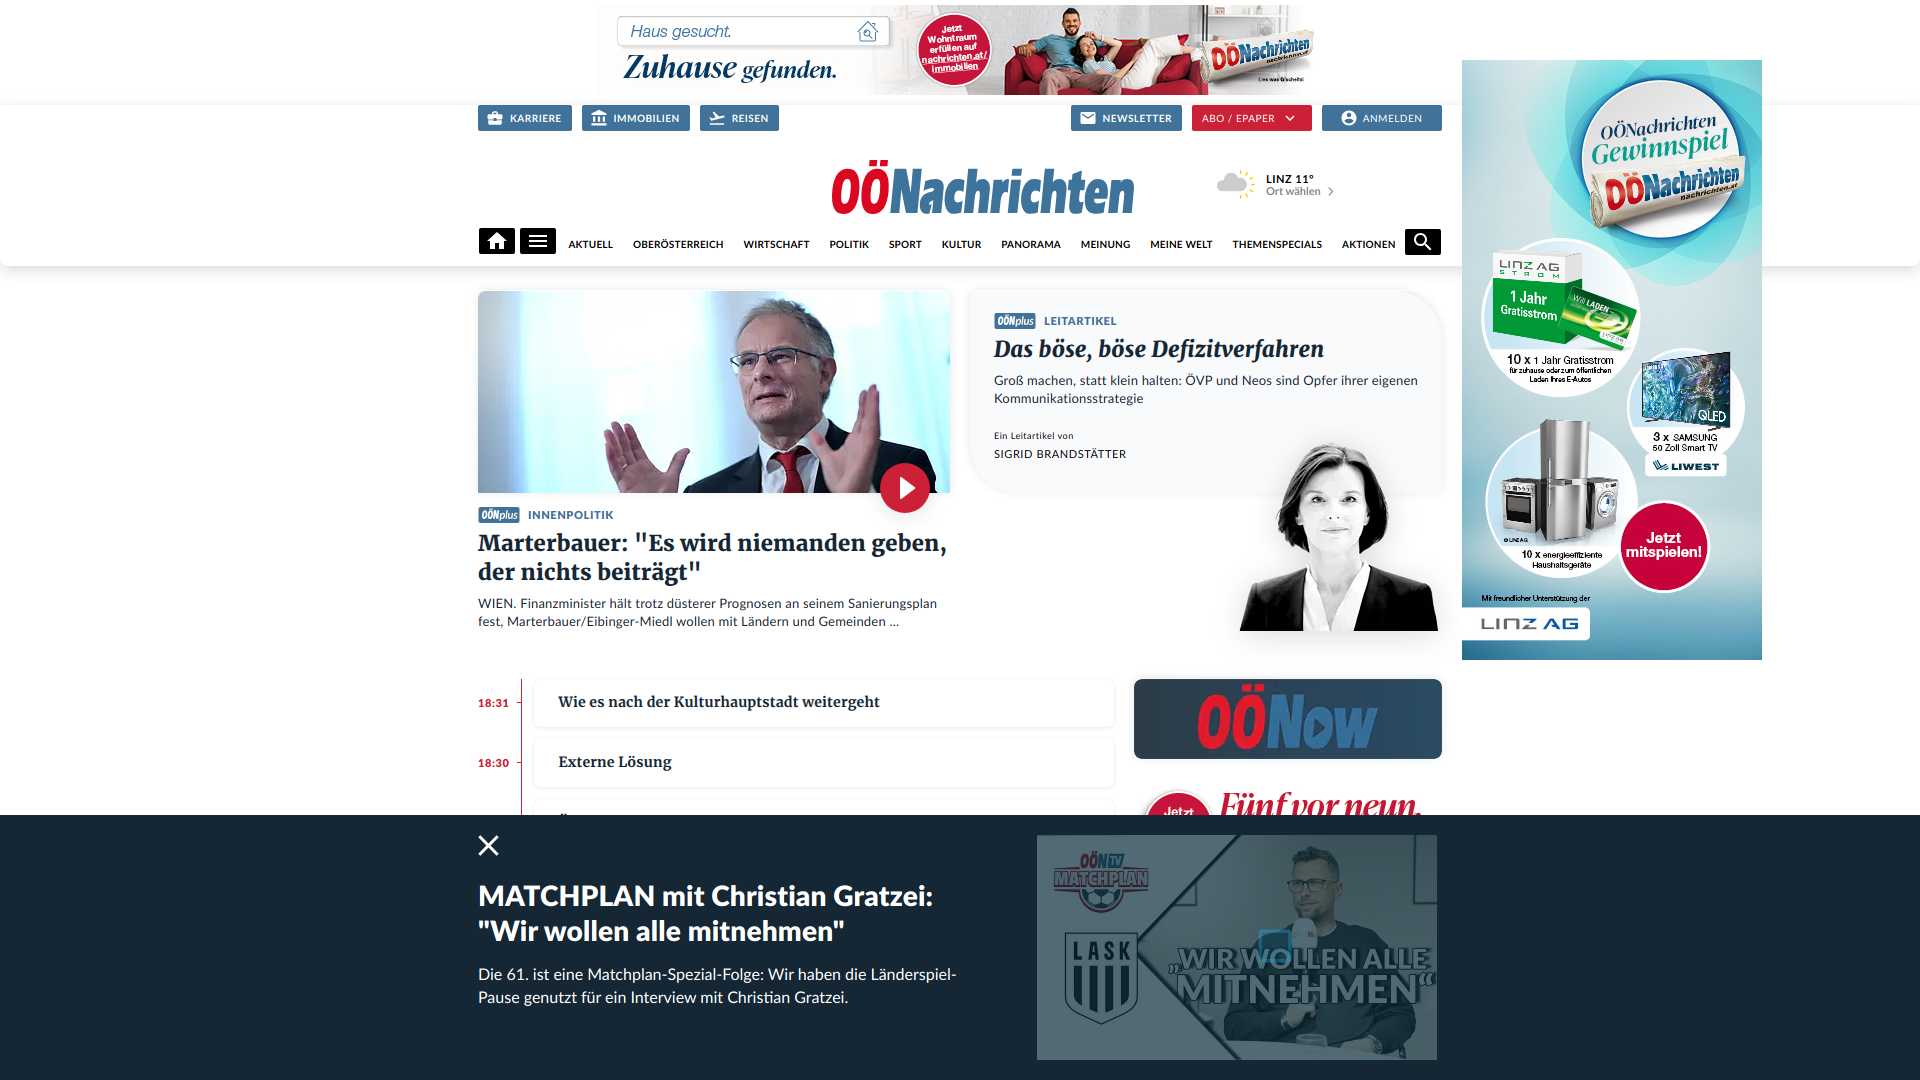 Haus gesucht.
Zuhause gefunden.
Jetzt
Wohntraum
erfüllen auf
nachrichten.at/
immobilien
OÖNachrichten
Lies was G'scheits!
KARRIERE
IMMOBILIEN
REISEN
NEWSLETTER
ABO / EPAPER
ANMELDEN
OÖNachrichten
LINZ 11°
Ort wählen
AKTUELL
OBERÖSTERREICH
WIRTSCHAFT
POLITIK
SPORT
KULTUR
PANORAMA
MEINUNG
MEINE WELT
THEMENSPECIALS
AKTIONEN
OÖNplus INNENPOLITIK
Marterbauer: "Es wird niemanden geben,
der nichts beiträgt"
WIEN. Finanzminister hält trotz düsterer Prognosen an seinem Sanierungsplan
fest, Marterbauer/Eibinger-Miedl wollen mit Ländern und Gemeinden ...
OÖNplus LEITARTIKEL
Das böse, böse Defizitverfahren
Groß machen, statt klein halten: ÖVP und Neos sind Opfer ihrer eigenen
Kommunikationsstrategie
Ein Leitartikel von
SIGRID BRANDSTÄTTER
OÖNachrichten
Gewinnspiel
OÖNachrichten
nachrichten.at
LINZ AG
STROM
1 Jahr
Gratisstrom
LADEN
10 x 1 Jahr Gratisstrom
für zuhause oder zum öffentlichen
Laden Ihres E-Autos
QLED
3 x SAMSUNG
50 Zoll Smart TV
LIWEST
© LINZ AG
10 x energieeffiziente
Haushaltsgeräte
Jetzt
mitspielen!
Mit freundlicher Unterstützung der
LINZ AG
18:31
Wie es nach der Kulturhauptstadt weitergeht
18:30
Externe Lösung
OÖNow
Jetzt
Fünf vor neun.
MATCHPLAN mit Christian Gratzei:
"Wir wollen alle mitnehmen"
Die 61. ist eine Matchplan-Spezial-Folge: Wir haben die Länderspiel-
Pause genutzt für ein Interview mit Christian Gratzei.
OÖN TV
MATCHPLAN
LASK
„WIR WOLLEN ALLE
MITNEHMEN“